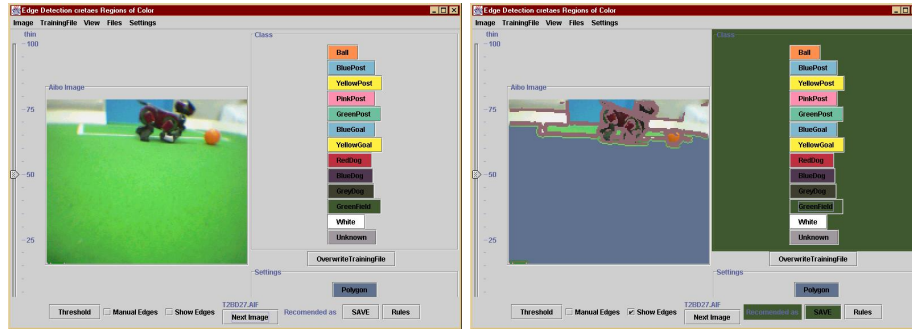 Edge Detection cretaes Regions of Color
Image TrainingFile View Files Settings
thin
100
75
50
25
Aibo Image
Class
Ball
BluePost
YellowPost
PinkPost
GreenPost
BlueGoal
YellowGoal
RedDog
BlueDog
GreyDog
GreenField
White
Unknown
OverwriteTrainingFile
Settings
Polygon
T2BD27.AIF
Threshold Manual Edges Show Edges Next Image Recomended as SAVE Rules
Edge Detection cretaes Regions of Color
Image TrainingFile View Files Settings
thin
100
75
50
25
Aibo Image
Class
Ball
BluePost
YellowPost
PinkPost
GreenPost
BlueGoal
YellowGoal
RedDog
BlueDog
GreyDog
GreenField
White
Unknown
OverwriteTrainingFile
Settings
Polygon
T2BD27.AIF
Threshold Manual Edges Show Edges Next Image Recomended as SAVE Rules